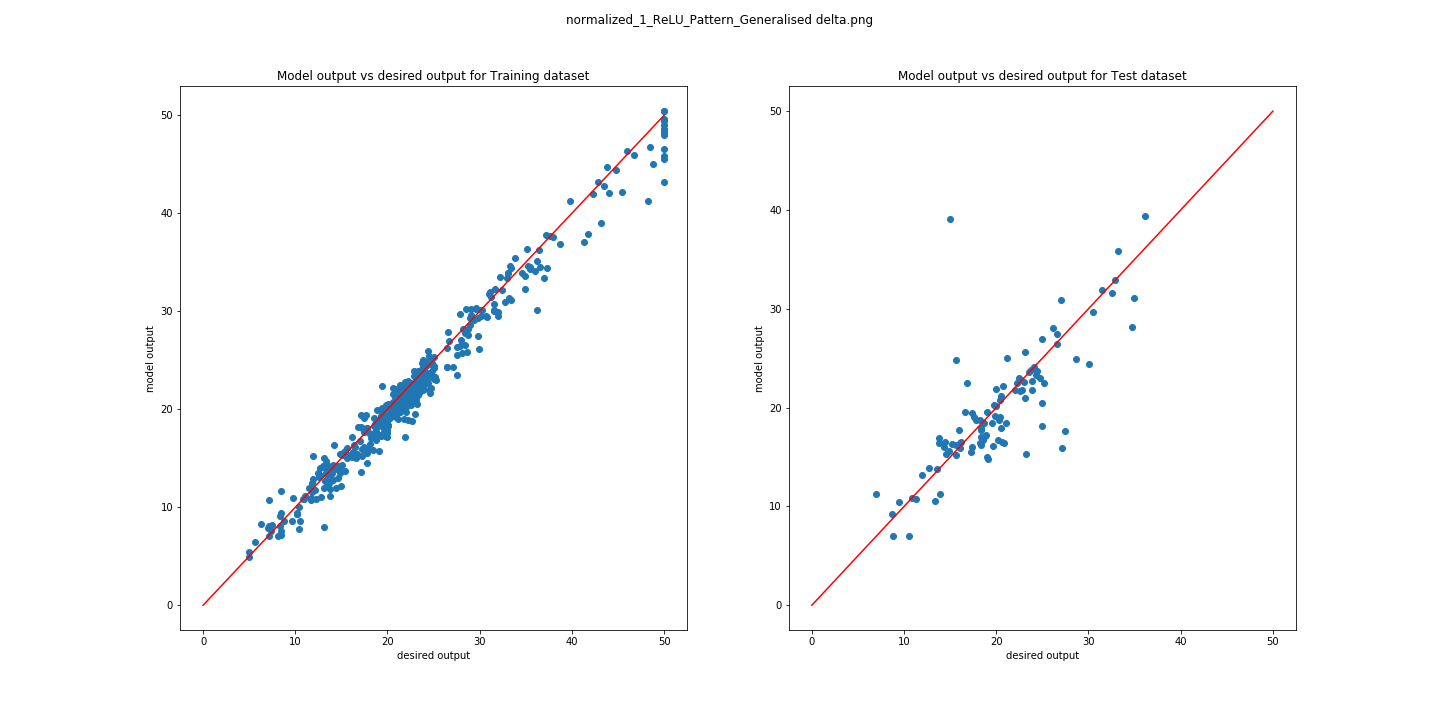 normalized_1_ReLU_Pattern_Generalised delta.png
Model output vs desired output for Training dataset
50
40
30
20
10
0
model output
0 10 20 30 40 50
desired output
Model output vs desired output for Test dataset
50
40
30
20
10
0
model output
0 10 20 30 40 50
desired output